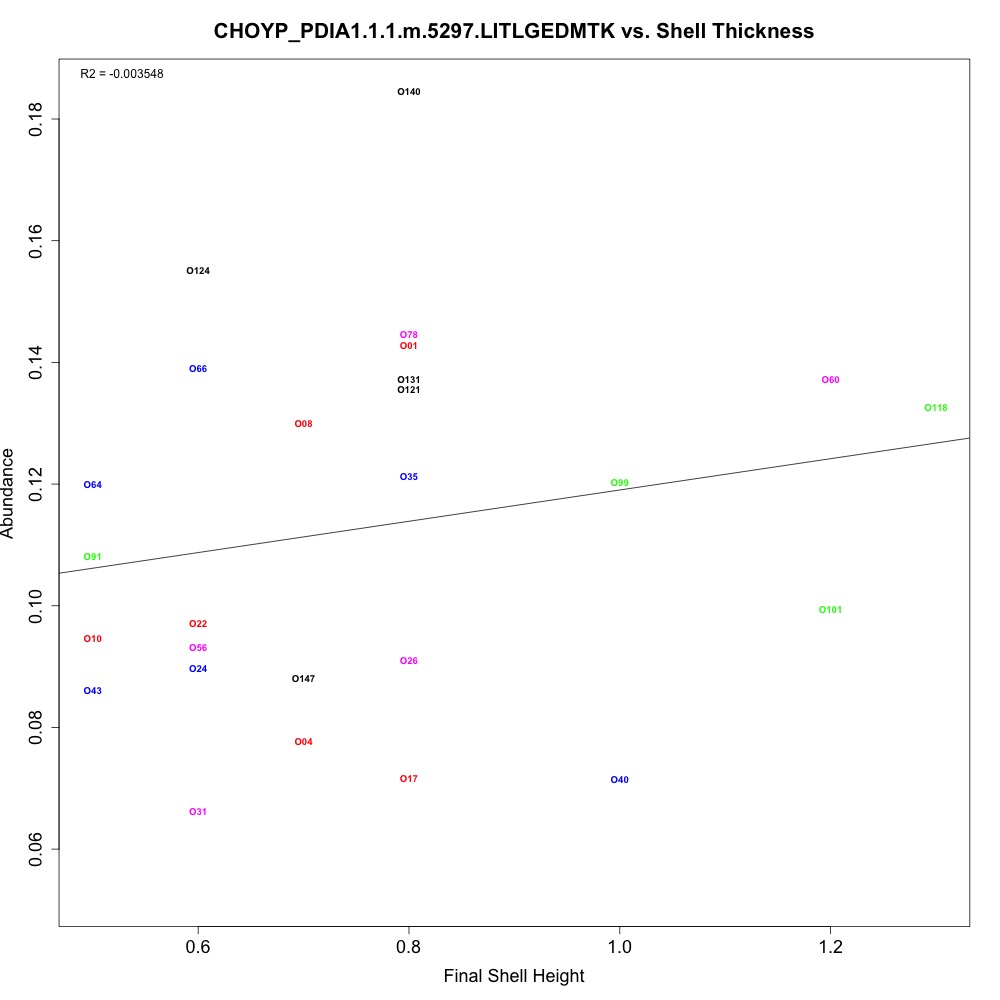 CHOYP_PDIA1.1.1.m.5297.LITLGEDMTK vs. Shell Thickness
R2 = -0.003548
O140
O124
O78
O01
O66
O131
O121
O60
O118
O08
O35
O99
O64
O91
O101
O22
O10
O56
O26
O24
O147
O43
O04
O17
O40
O31
0.18
0.16
0.14
0.12
0.10
0.08
0.06
Abundance
0.6 0.8 1.0 1.2
Final Shell Height